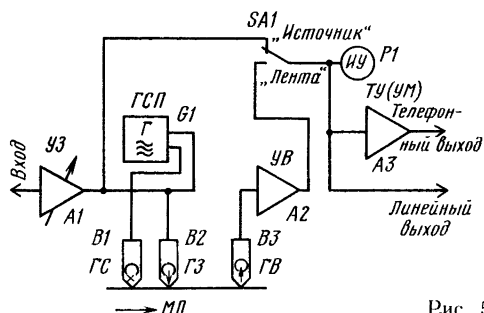 SA1
„Источник"
ИУ
P1
„Лента"
ТУ(УМ)
Телефон-
ный выход
A3
Линейный
выход
ГСП
Г
G1
Вход
УЗ
A1
УВ
A2
B1
ГС
B2
ГЗ
B3
ГВ
МЛ
Рис.